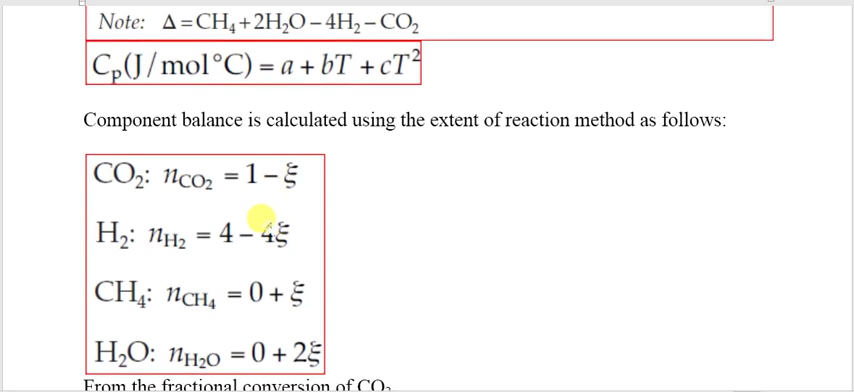 Note: Δ=CH₄+2H₂O–4H₂–CO₂
Cₚ(J/mol°C) = a + bT + cT²
Component balance is calculated using the extent of reaction method as follows:
CO₂: n_CO₂ = 1 – ξ
H₂: n_H₂ = 4 – 4ξ
CH₄: n_CH₄ = 0 + ξ
H₂O: n_H₂O = 0 + 2ξ
From the fractional conversion of CO₂